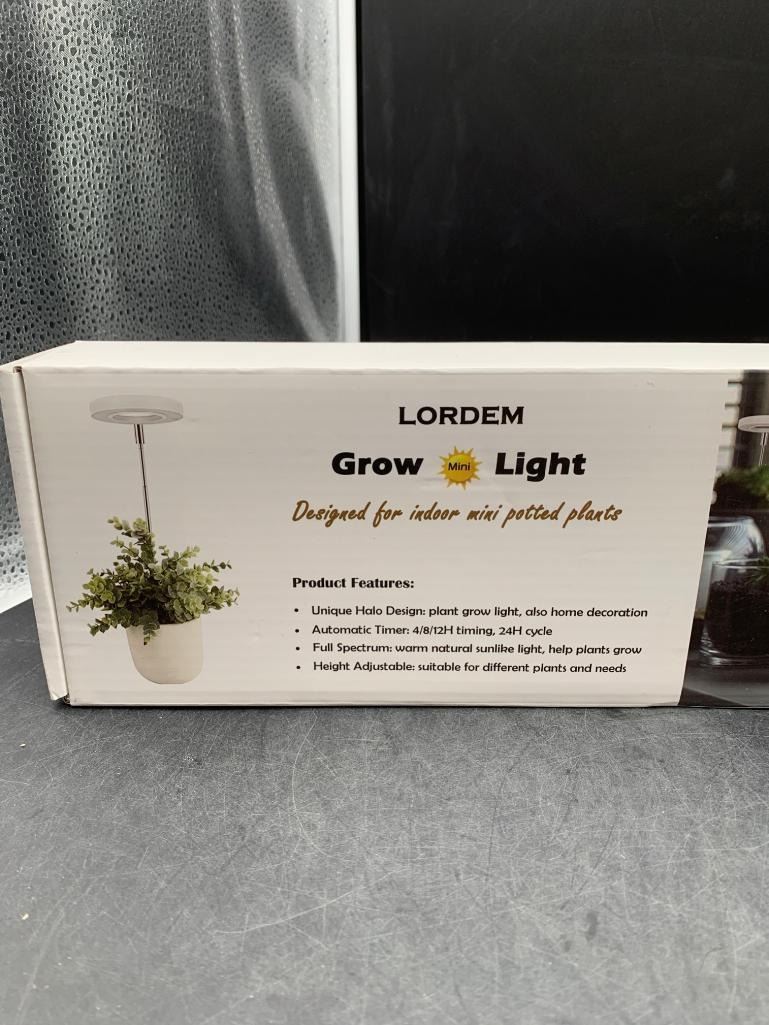 LORDEM
Grow Mini Light
Designed for indoor mini potted plants
Product Features:
• Unique Halo Design: plant grow light, also home decoration
• Automatic Timer: 4/8/12H timing, 24H cycle
• Full Spectrum: warm natural sunlike light, help plants grow
• Height Adjustable: suitable for different plants and needs